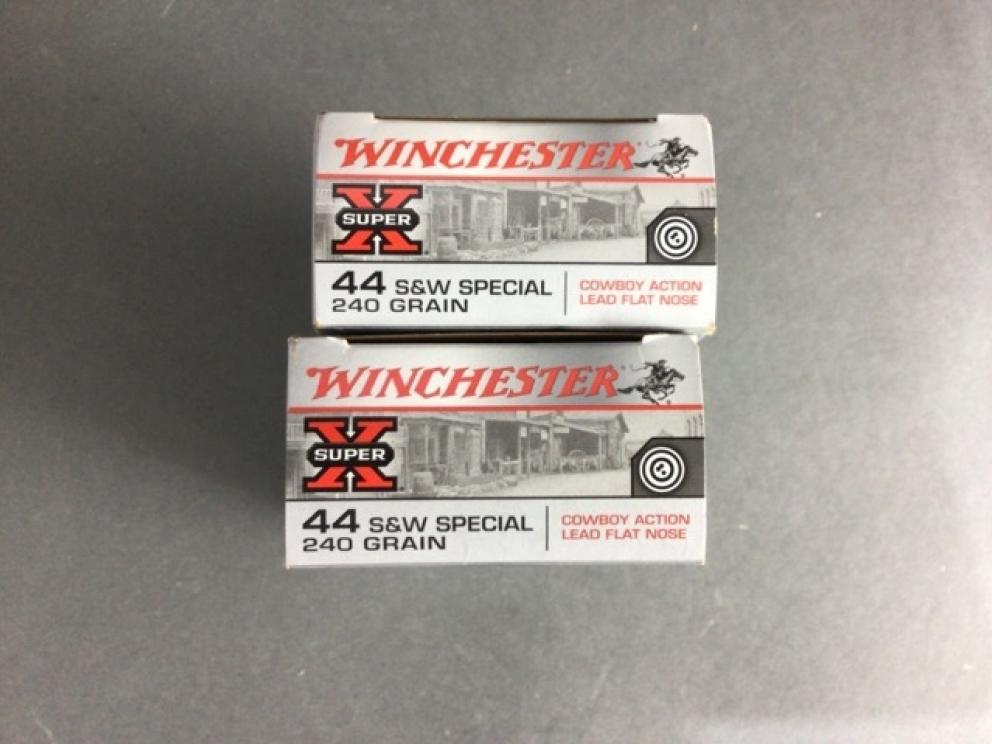 WINCHESTER
SUPER X
44 S&W SPECIAL
240 GRAIN
COWBOY ACTION
LEAD FLAT NOSE
WINCHESTER
SUPER X
44 S&W SPECIAL
240 GRAIN
COWBOY ACTION
LEAD FLAT NOSE